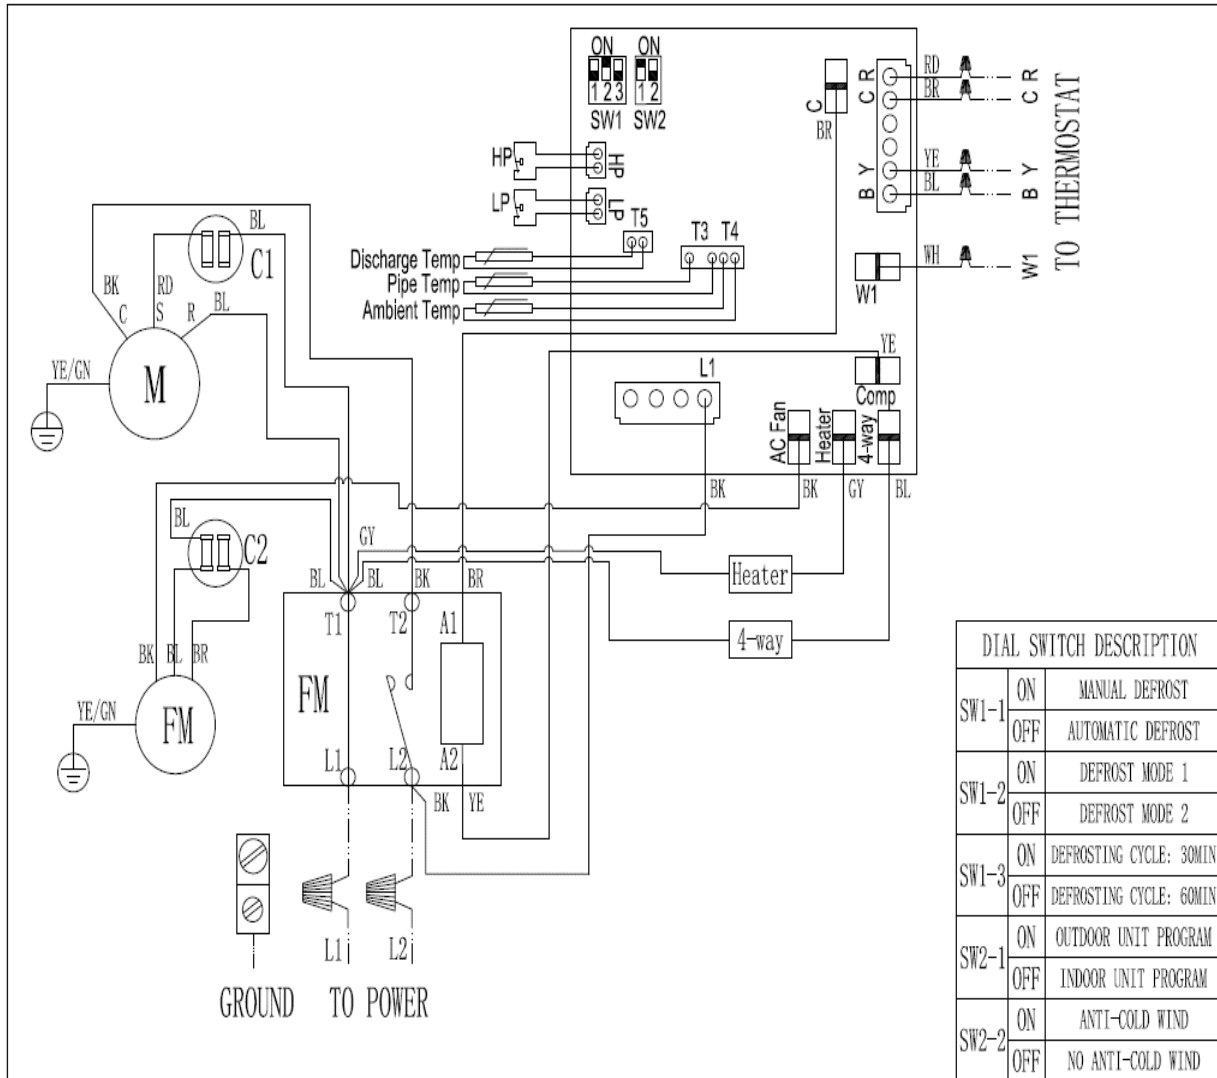 ON ON
1 2 3 1 2
SW1 SW2
HP HP
LP LP
T5
T3 T4
Discharge Temp
Pipe Temp
Ambient Temp
C
BR
C R
B Y
RD
BR
YE
BL
C R
B Y
W1
WH
W1
TO THERMOSTAT
L1
YE
Comp
AC Fan
Heater
4-way
BK
BK
GY
BL
BL
C1
BK
RD
BL
C
S
R
YE/GN
M
BL
C2
GY
BL
BL
BK
BR
Heater
4-way
T1
T2
A1
FM
L1
L2
A2
BK
YE
BK
BL
BR
YE/GN
FM
L1
L2
GROUND TO POWER
DIAL SWITCH DESCRIPTION
SW1-1 ON MANUAL DEFROST
OFF AUTOMATIC DEFROST
SW1-2 ON DEFROST MODE 1
OFF DEFROST MODE 2
SW1-3 ON DEFROSTING CYCLE: 30MIN
OFF DEFROSTING CYCLE: 60MIN
SW2-1 ON OUTDOOR UNIT PROGRAM
OFF INDOOR UNIT PROGRAM
SW2-2 ON ANTI-COLD WIND
OFF NO ANTI-COLD WIND